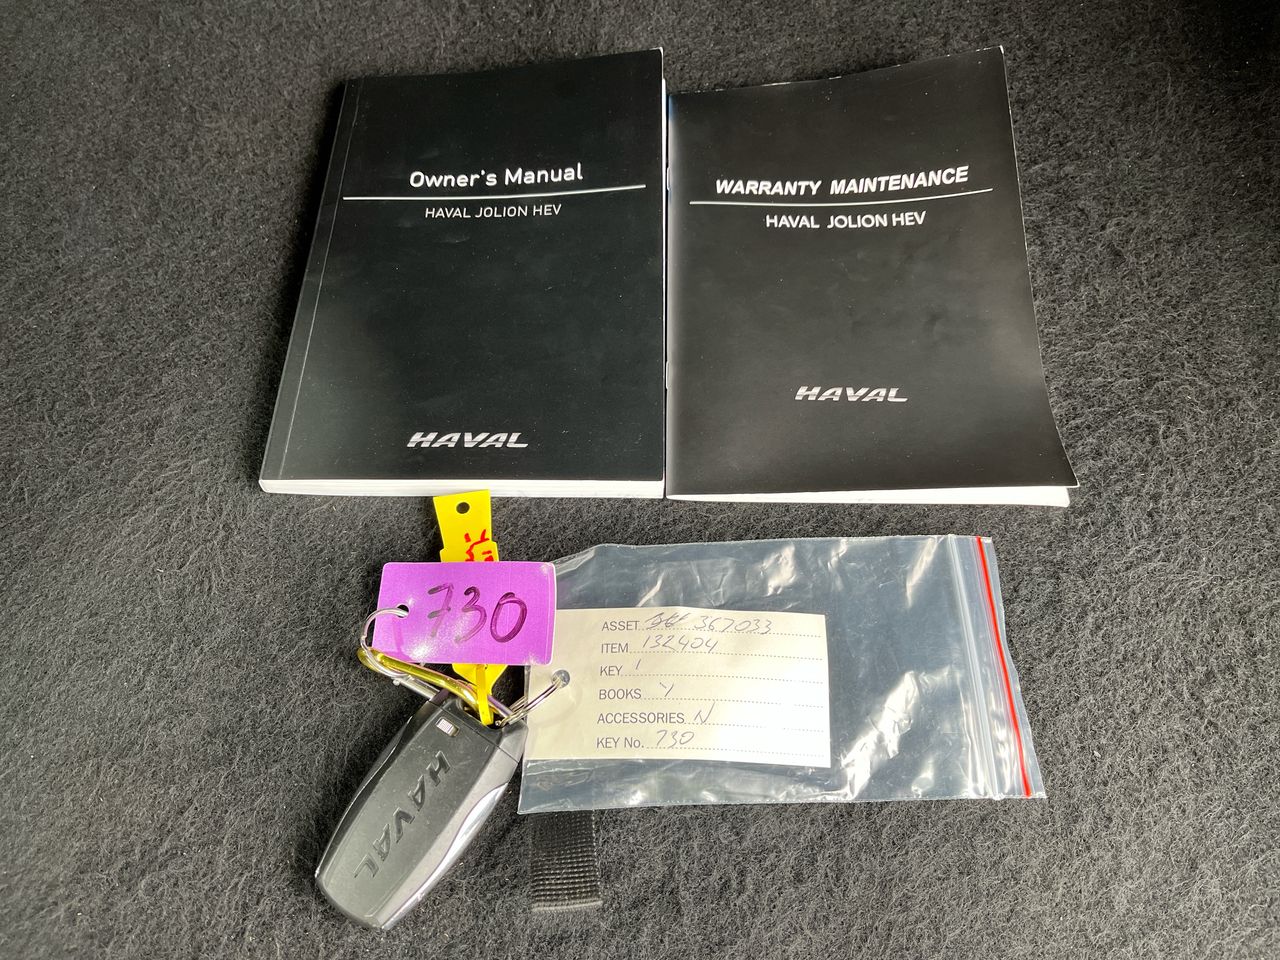 Owner's Manual
HAVAL JOLION HEV
HAVAL
WARRANTY MAINTENANCE
HAVAL JOLION HEV
HAVAL
730
ASSET 367033
ITEM 132404
KEY 1
BOOKS Y
ACCESSORIES N
KEY No. 730
HAVAL